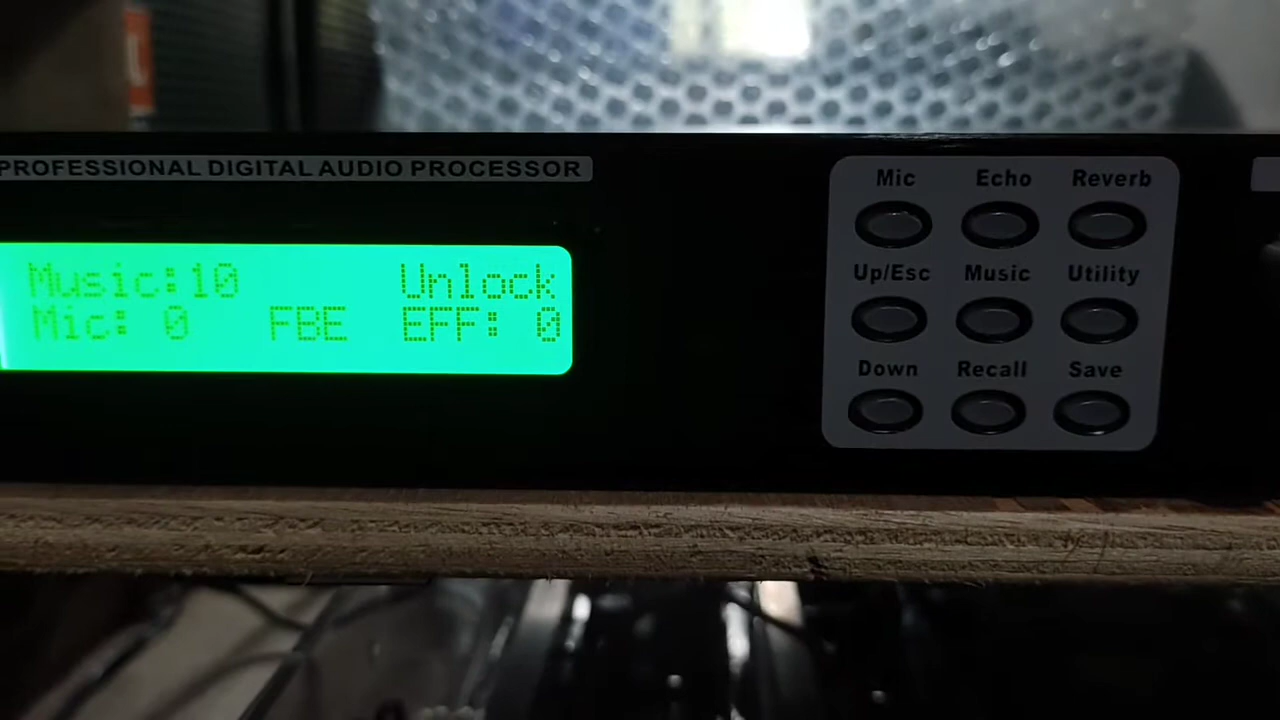 PROFESSIONAL DIGITAL AUDIO PROCESSOR
Music:10 Unlock
Mic: 0 FBE EFF: 0
Mic Echo Reverb
Up/Esc Music Utility
Down Recall Save